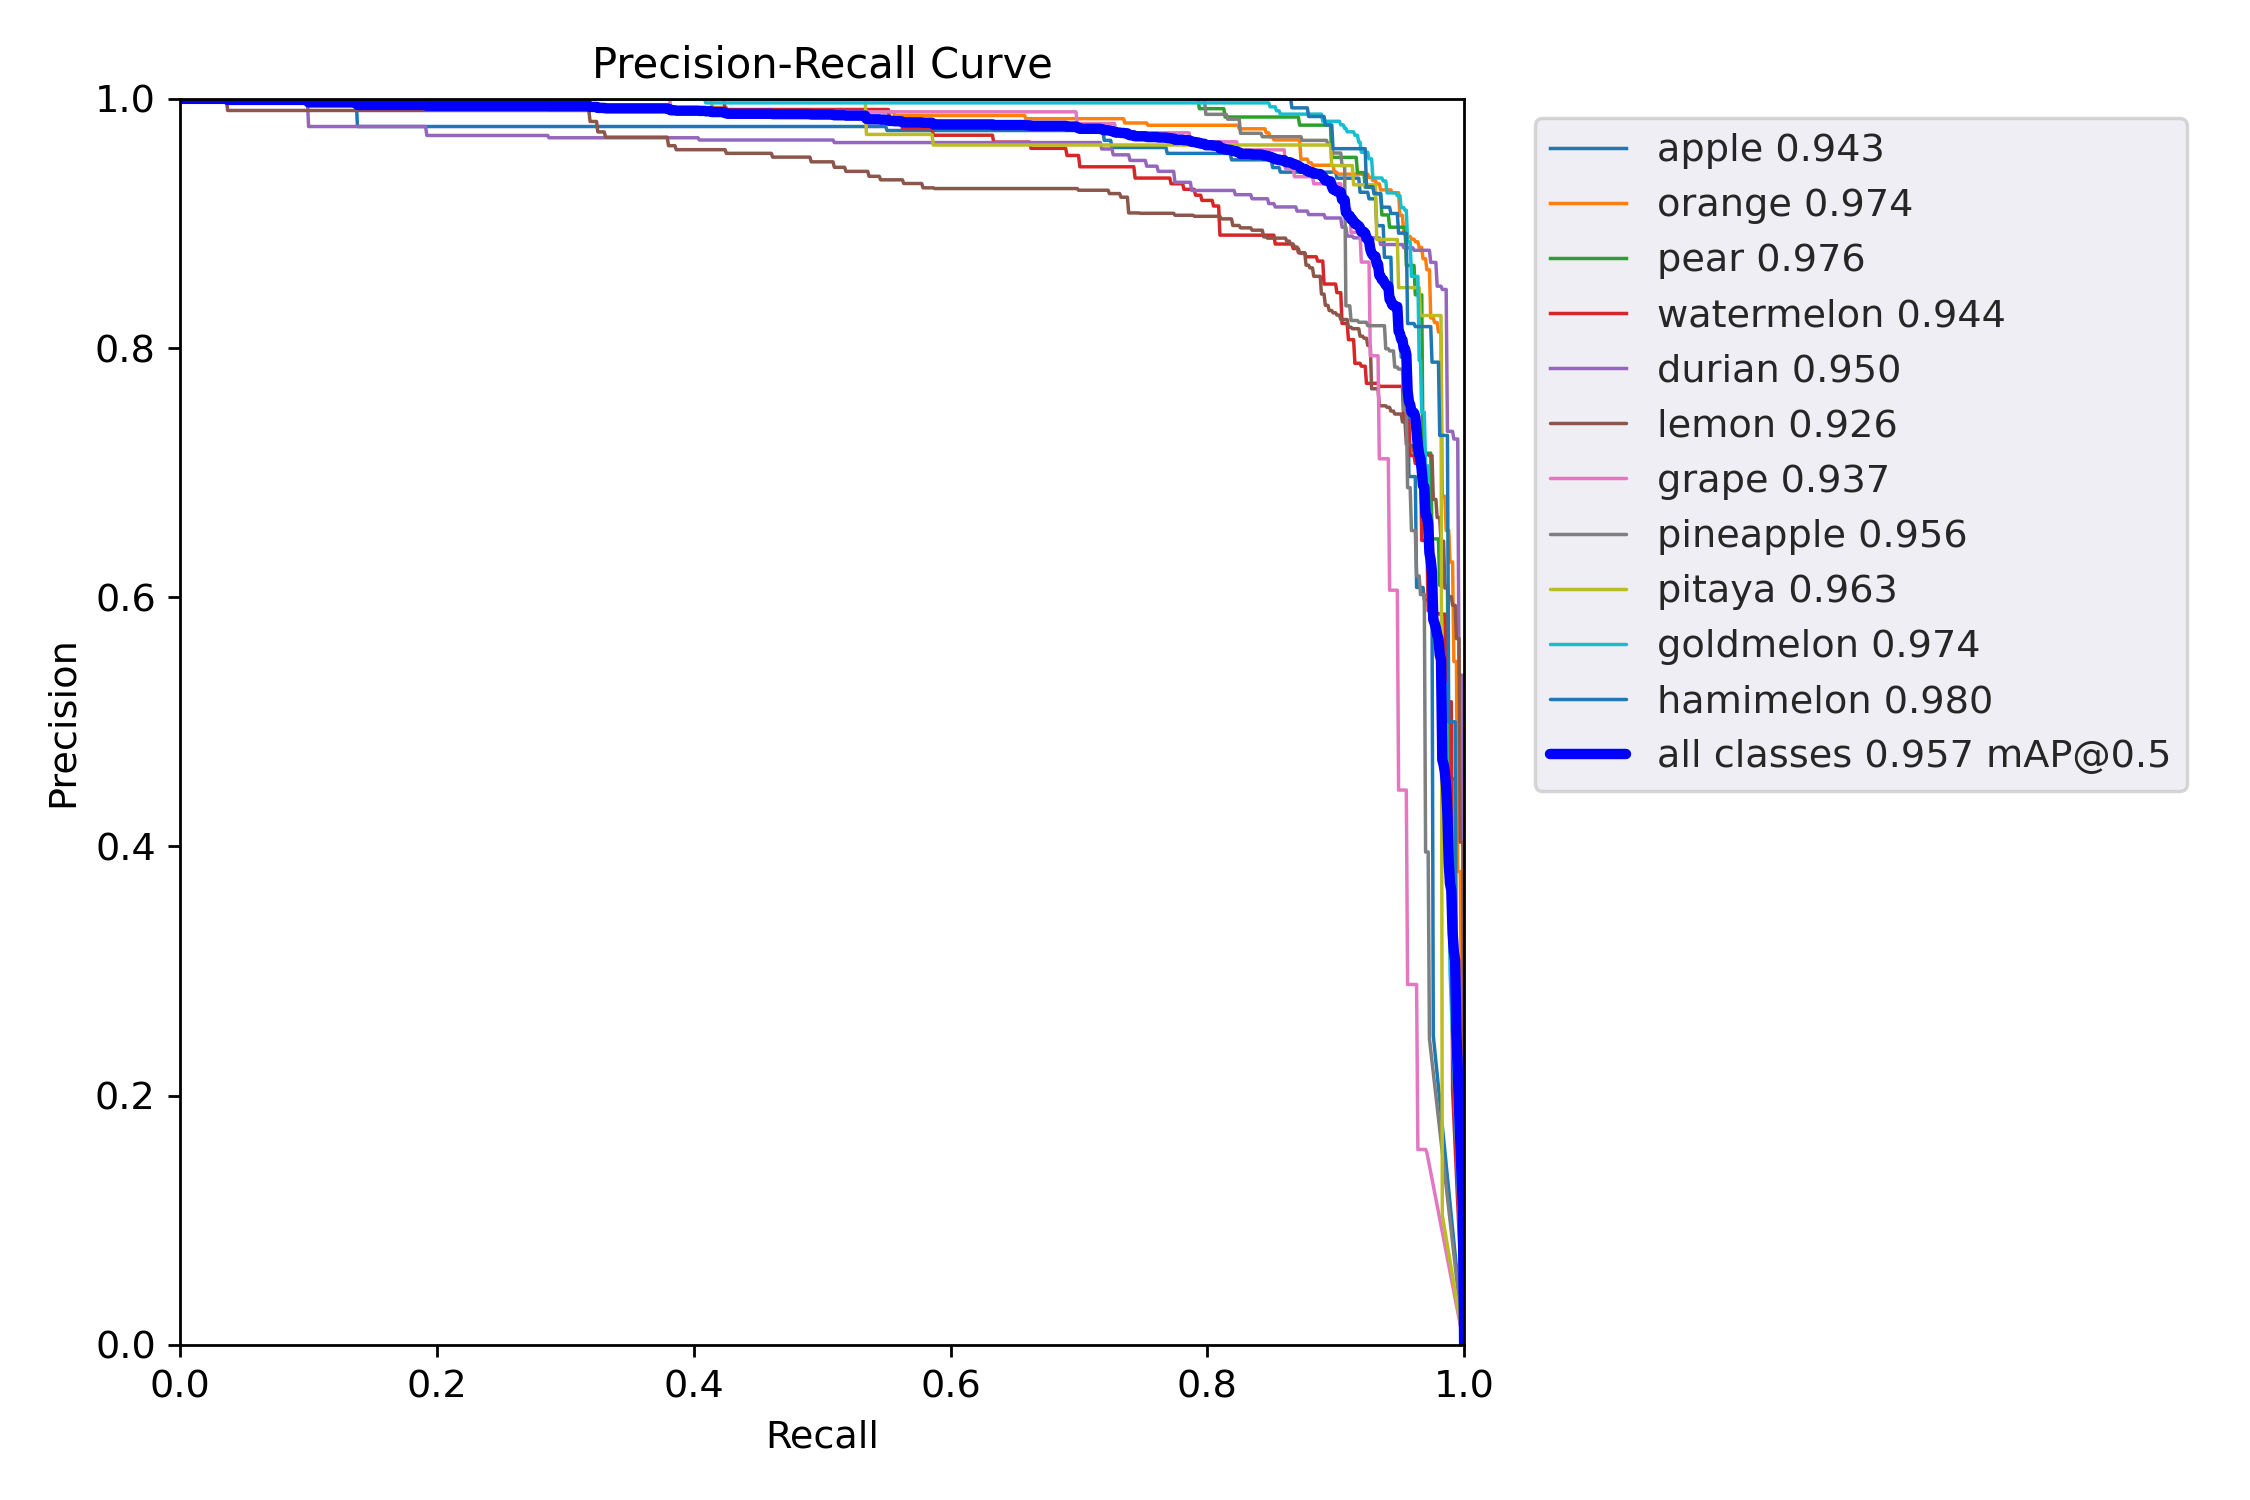 Precision-Recall Curve
1.0
0.8
0.6
0.4
0.2
0.0
Precision
0.0 0.2 0.4 0.6 0.8 1.0
Recall
apple 0.943
orange 0.974
pear 0.976
watermelon 0.944
durian 0.950
lemon 0.926
grape 0.937
pineapple 0.956
pitaya 0.963
goldmelon 0.974
hamimelon 0.980
all classes 0.957 mAP@0.5